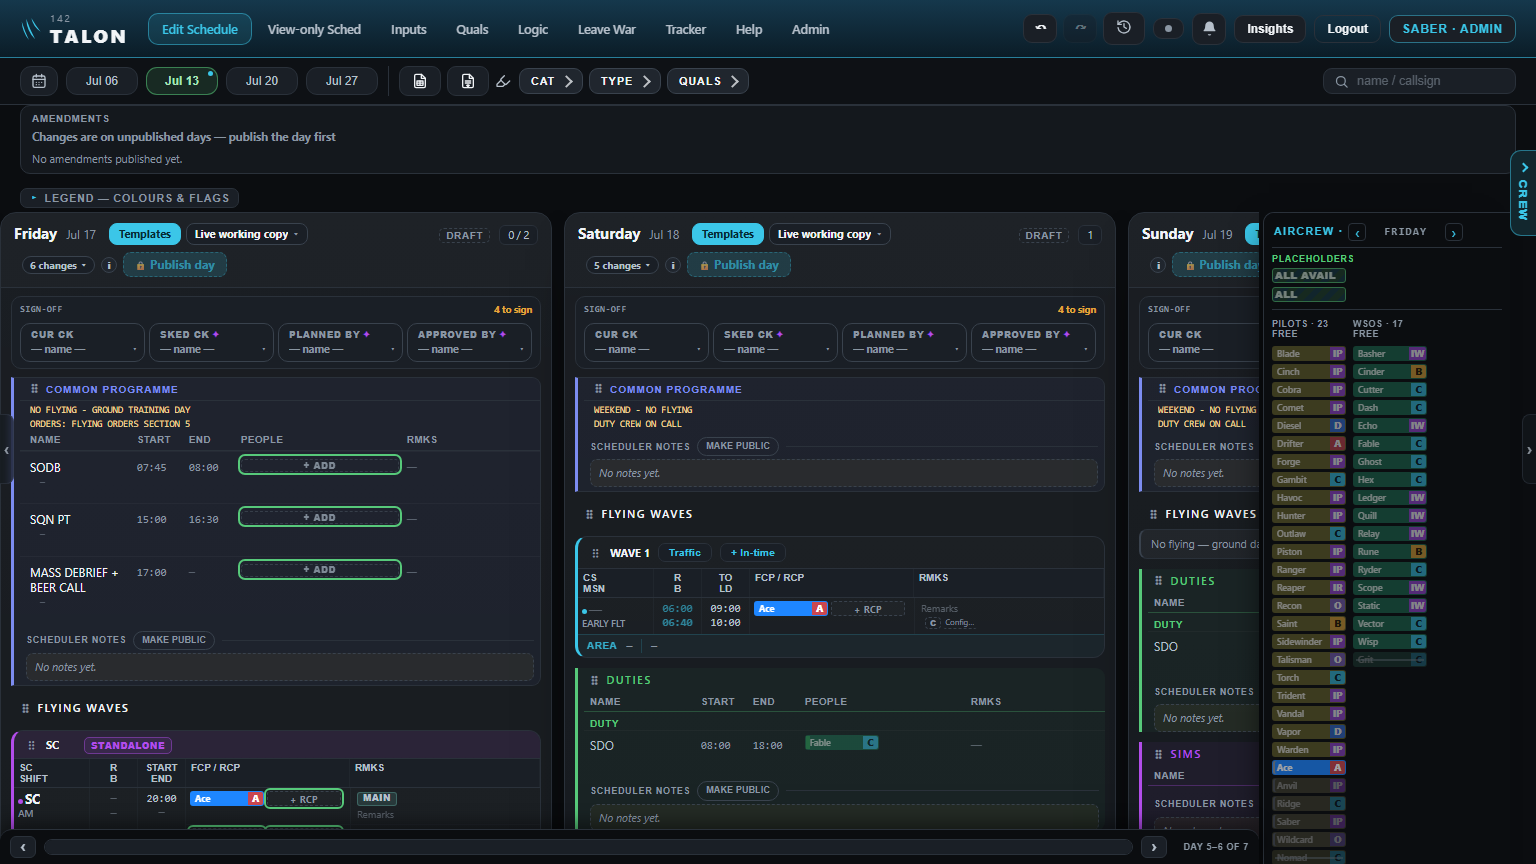 142
TALON
Edit Schedule
View-only Sched
Inputs
Quals
Logic
Leave War
Tracker
Help
Admin
Insights
Logout
SABER · ADMIN
Jul 06
Jul 13
Jul 20
Jul 27
CAT
TYPE
QUALS
name / callsign
AMENDMENTS
Changes are on unpublished days — publish the day first
No amendments published yet.
CREW
LEGEND — COLOURS & FLAGS
Friday Jul 17
Templates
Live working copy
DRAFT
0 / 2
6 changes
i
Publish day
SIGN-OFF
4 to sign
CUR CK
— name —
SKED CK
— name —
PLANNED BY
— name —
APPROVED BY
— name —
COMMON PROGRAMME
NO FLYING - GROUND TRAINING DAY
ORDERS: FLYING ORDERS SECTION 5
NAME START END PEOPLE RMKS
SODB 07:45 08:00 + ADD —
—
SQN PT 15:00 16:30 + ADD —
—
MASS DEBRIEF + 17:00 — + ADD —
BEER CALL
—
SCHEDULER NOTES MAKE PUBLIC
No notes yet.
FLYING WAVES
SC STANDALONE
SC R START FCP / RCP RMKS
SHIFT B END
SC — 20:00 Ace A + RCP MAIN
AM — — Remarks
Saturday Jul 18
Templates
Live working copy
DRAFT
1
5 changes
i
Publish day
SIGN-OFF
4 to sign
CUR CK
— name —
SKED CK
— name —
PLANNED BY
— name —
APPROVED BY
— name —
COMMON PROGRAMME
WEEKEND - NO FLYING
DUTY CREW ON CALL
SCHEDULER NOTES MAKE PUBLIC
No notes yet.
FLYING WAVES
WAVE 1 Traffic + In-time
CS R TO FCP / RCP RMKS
MSN B LD
— 06:00 09:00 Ace A + RCP Remarks
EARLY FLT 06:40 10:00 C Config...
AREA — —
DUTIES
NAME START END PEOPLE RMKS
DUTY
SDO 08:00 18:00 Fable C —
SCHEDULER NOTES MAKE PUBLIC
No notes yet.
Sunday Jul 19
i
Publish day
SIGN-OFF
CUR CK
— name —
COMMON PROG
WEEKEND - NO FLYING
DUTY CREW ON CALL
SCHEDULER NOTES
No notes yet.
FLYING WAVES
No flying — ground da
DUTIES
NAME
DUTY
SDO
SCHEDULER NOTES
No notes yet.
SIMS
NAME
SCHEDULER NOTES
AIRCREW · FRIDAY
PLACEHOLDERS
ALL AVAIL
ALL
PILOTS · 23 FREE
WSOS · 17 FREE
Blade IP
Cinch IP
Cobra IP
Comet IP
Diesel D
Drifter A
Forge IP
Gambit C
Havoc IP
Hunter IP
Outlaw C
Piston IP
Ranger IP
Reaper IR
Recon O
Saint B
Sidewinder IP
Talisman O
Torch C
Trident IP
Vandal IP
Vapor D
Warden IP
Ace A
Anvil IP
Ridge C
Saber IP
Wildcard O
Nomad C
Basher IW
Cinder B
Cutter C
Dash C
Echo IW
Fable C
Ghost C
Hex C
Ledger IW
Quill IW
Relay IW
Rune B
Ryder C
Scope IW
Static IW
Vector C
Wisp C
Grit C
DAY 5–6 OF 7